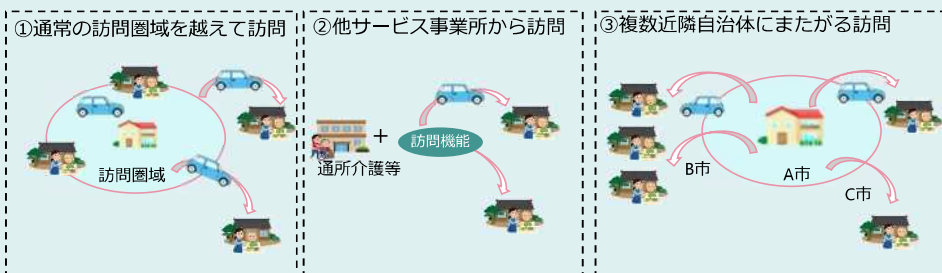 ①通常の訪問圏域を越えて訪問
訪問圏域
②他サービス事業所から訪問
+
訪問機能
通所介護等
③複数近隣自治体にまたがる訪問
B市
A市
C市